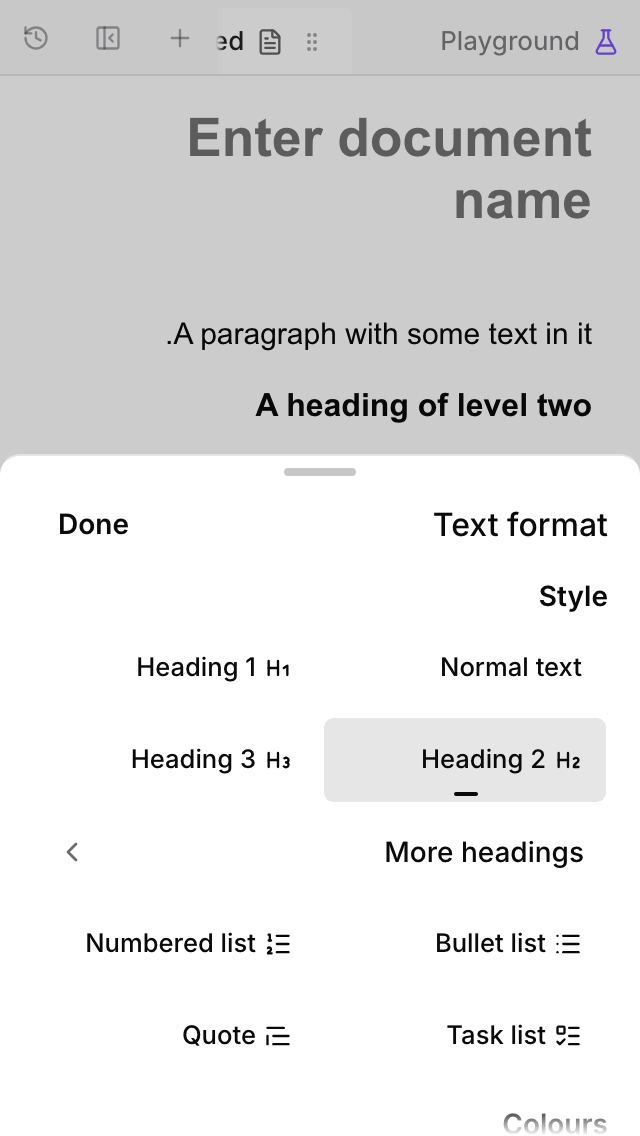 Playground
ed
Enter document
name
.A paragraph with some text in it
A heading of level two
Text format
Done
Style
Normal text
H1 Heading 1
H2 Heading 2
H3 Heading 3
More headings
Bullet list
Numbered list
Task list
Quote
Colours